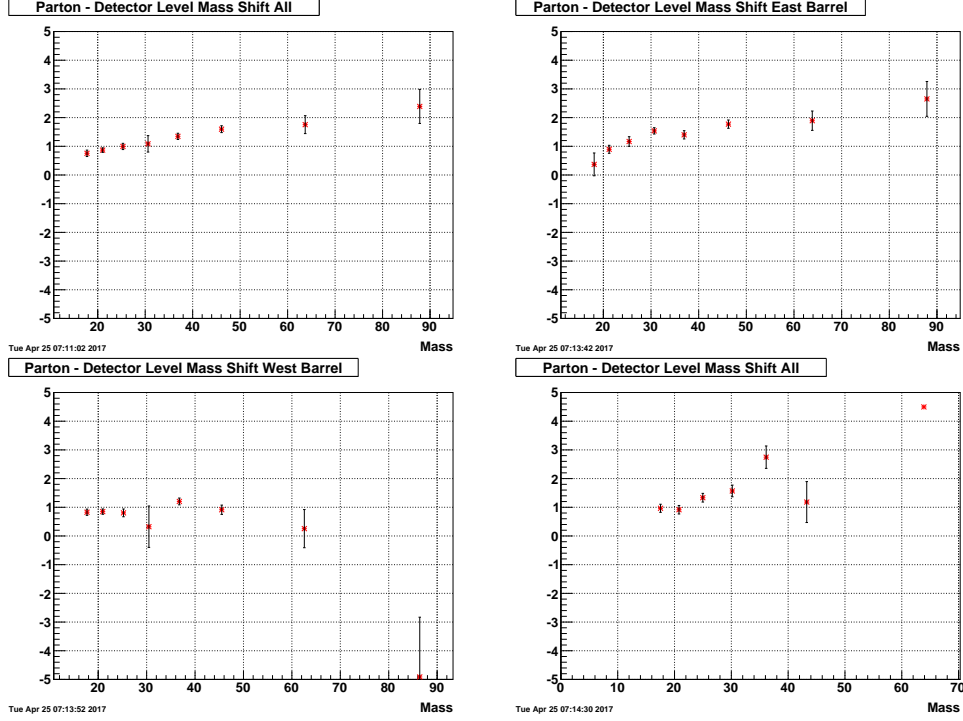 Parton - Detector Level Mass Shift All
5
4
3
2
1
0
-1
-2
-3
-4
-5
20 30 40 50 60 70 80 90
Mass
Tue Apr 25 07:11:02 2017
Parton - Detector Level Mass Shift East Barrel
5
4
3
2
1
0
-1
-2
-3
-4
-5
20 30 40 50 60 70 80 90
Mass
Tue Apr 25 07:13:42 2017
Parton - Detector Level Mass Shift West Barrel
5
4
3
2
1
0
-1
-2
-3
-4
-5
20 30 40 50 60 70 80 90
Mass
Tue Apr 25 07:13:52 2017
Parton - Detector Level Mass Shift All
5
4
3
2
1
0
-1
-2
-3
-4
-5
0 10 20 30 40 50 60 70
Mass
Tue Apr 25 07:14:30 2017